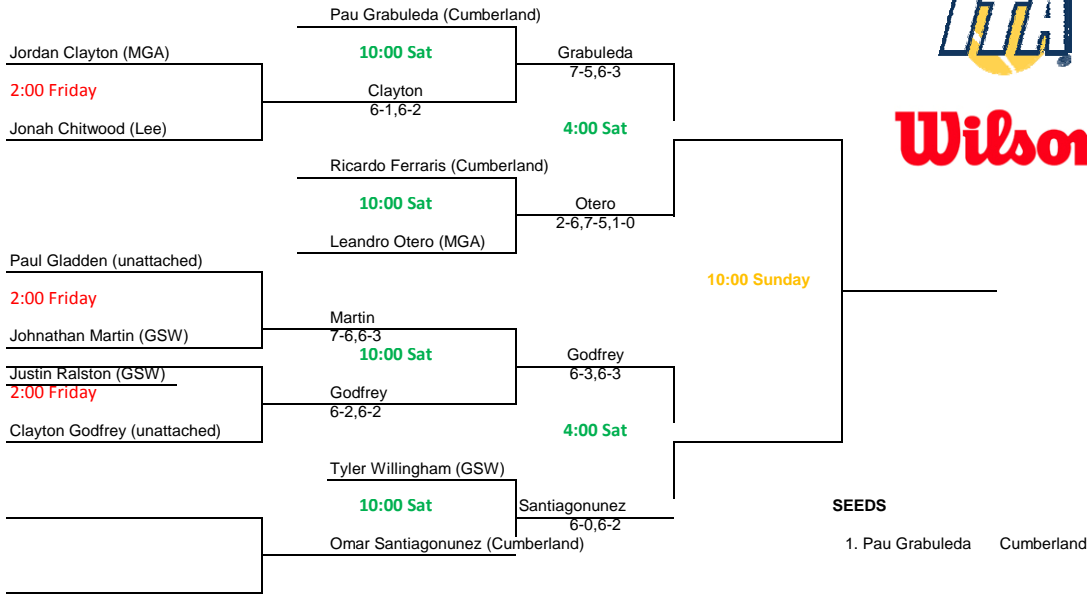 Pau Grabuleda (Cumberland)
ITA
Jordan Clayton (MGA)
10:00 Sat
Grabuleda
7-5,6-3
2:00 Friday
Clayton
6-1,6-2
Jonah Chitwood (Lee)
4:00 Sat
Wilson
Ricardo Ferraris (Cumberland)
10:00 Sat
Otero
2-6,7-5,1-0
Leandro Otero (MGA)
Paul Gladden (unattached)
10:00 Sunday
2:00 Friday
Martin
7-6,6-3
Johnathan Martin (GSW)
10:00 Sat
Godfrey
6-3,6-3
Justin Ralston (GSW)
2:00 Friday
Godfrey
6-2,6-2
Clayton Godfrey (unattached)
4:00 Sat
Tyler Willingham (GSW)
10:00 Sat
Santiagonunez
6-0,6-2
SEEDS
Omar Santiagonunez (Cumberland)
1. Pau Grabuleda Cumberland